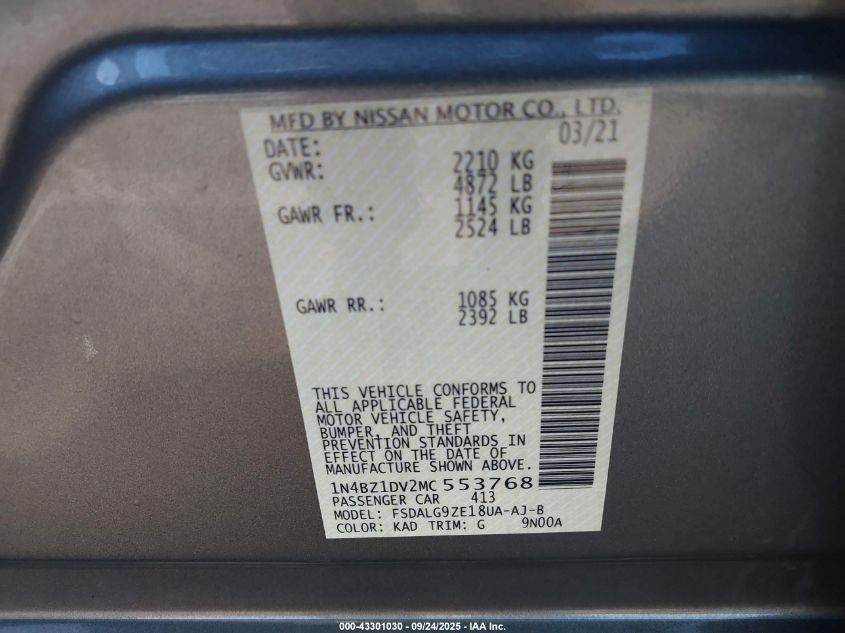 MFD BY NISSAN MOTOR CO., LTD.
DATE: 03/21
GVWR: 2210 KG
4872 LB
GAWR FR.: 1145 KG
2524 LB
GAWR RR.: 1085 KG
2392 LB
THIS VEHICLE CONFORMS TO
ALL APPLICABLE FEDERAL
MOTOR VEHICLE SAFETY,
BUMPER, AND THEFT
PREVENTION STANDARDS IN
EFFECT ON THE DATE OF
MANUFACTURE SHOWN ABOVE.
1N4BZ1DV2MC 553768
PASSENGER CAR 413
MODEL: FSDALG9ZE18UA-AJ-B
COLOR: KAD TRIM: G 9N00A
000-43301030 - 09/24/2025 - IAA Inc.